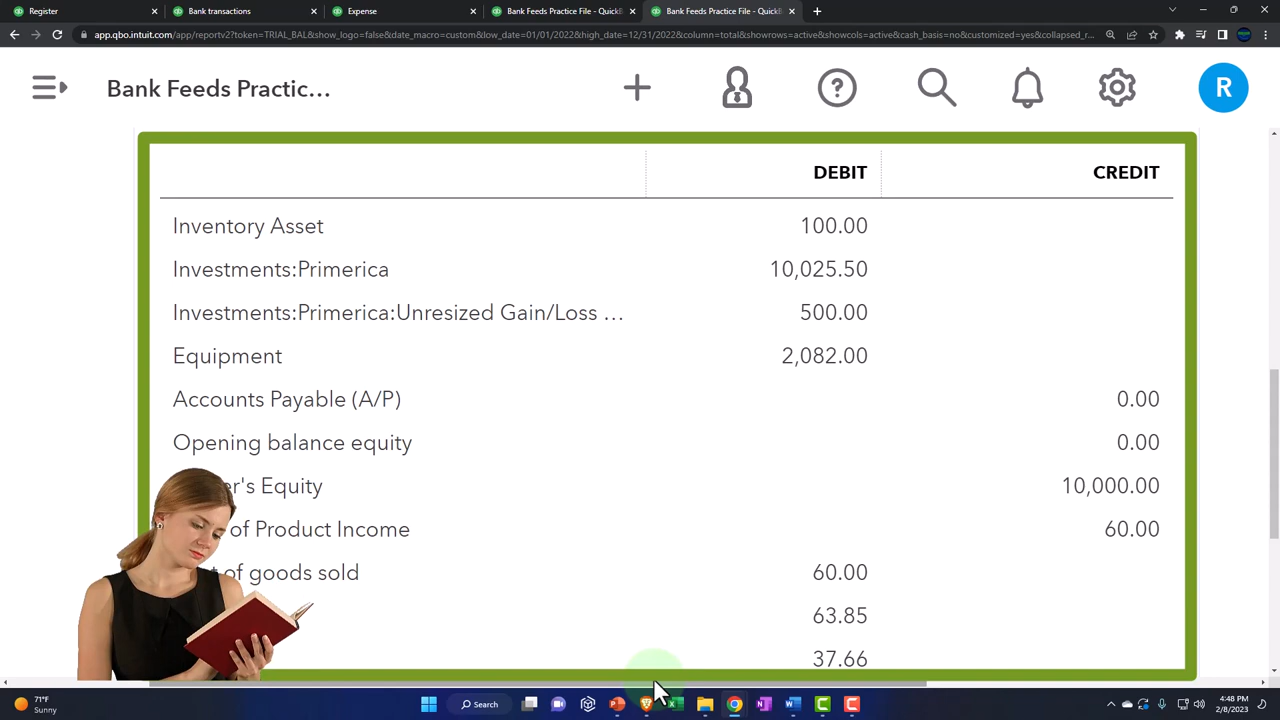 Register
Bank transactions
Expense
Bank Feeds Practice File - Quick
Bank Feeds Practice File - Quick
app.qbo.intuit.com/app/reportv2?token=TRIAL_BAL&show_logo=false&date_macro=custom&low_date=01/01/2022&high_date=12/31/2022&column=total&showrows=active&showcols=active&cash_basis=no&customized=yes&collapsed_r...
Bank Feeds Practic...
R
DEBIT CREDIT
Inventory Asset 100.00
Investments:Primerica 10,025.50
Investments:Primerica:Unresized Gain/Loss ... 500.00
Equipment 2,082.00
Accounts Payable (A/P) 0.00
Opening balance equity 0.00
er's Equity 10,000.00
of Product Income 60.00
of goods sold 60.00
63.85
37.66
71°F
Sunny
Search
4:48 PM
2/8/2023